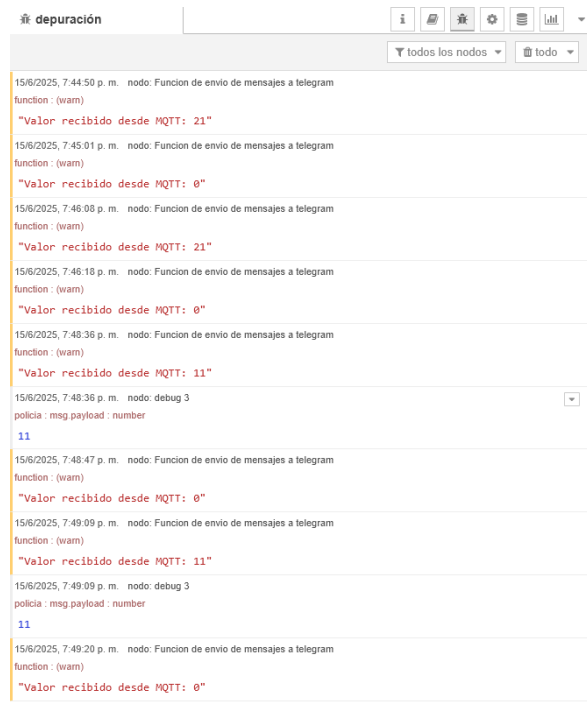 depuración
i
todos los nodos
todo
15/6/2025, 7:44:50 p. m. nodo: Funcion de envio de mensajes a telegram
function : (warn)
"Valor recibido desde MQTT: 21"
15/6/2025, 7:45:01 p. m. nodo: Funcion de envio de mensajes a telegram
function : (warn)
"Valor recibido desde MQTT: 0"
15/6/2025, 7:46:08 p. m. nodo: Funcion de envio de mensajes a telegram
function : (warn)
"Valor recibido desde MQTT: 21"
15/6/2025, 7:46:18 p. m. nodo: Funcion de envio de mensajes a telegram
function : (warn)
"Valor recibido desde MQTT: 0"
15/6/2025, 7:48:36 p. m. nodo: Funcion de envio de mensajes a telegram
function : (warn)
"Valor recibido desde MQTT: 11"
15/6/2025, 7:48:36 p. m. nodo: debug 3
policia : msg.payload : number
11
15/6/2025, 7:48:47 p. m. nodo: Funcion de envio de mensajes a telegram
function : (warn)
"Valor recibido desde MQTT: 0"
15/6/2025, 7:49:09 p. m. nodo: Funcion de envio de mensajes a telegram
function : (warn)
"Valor recibido desde MQTT: 11"
15/6/2025, 7:49:09 p. m. nodo: debug 3
policia : msg.payload : number
11
15/6/2025, 7:49:20 p. m. nodo: Funcion de envio de mensajes a telegram
function : (warn)
"Valor recibido desde MQTT: 0"